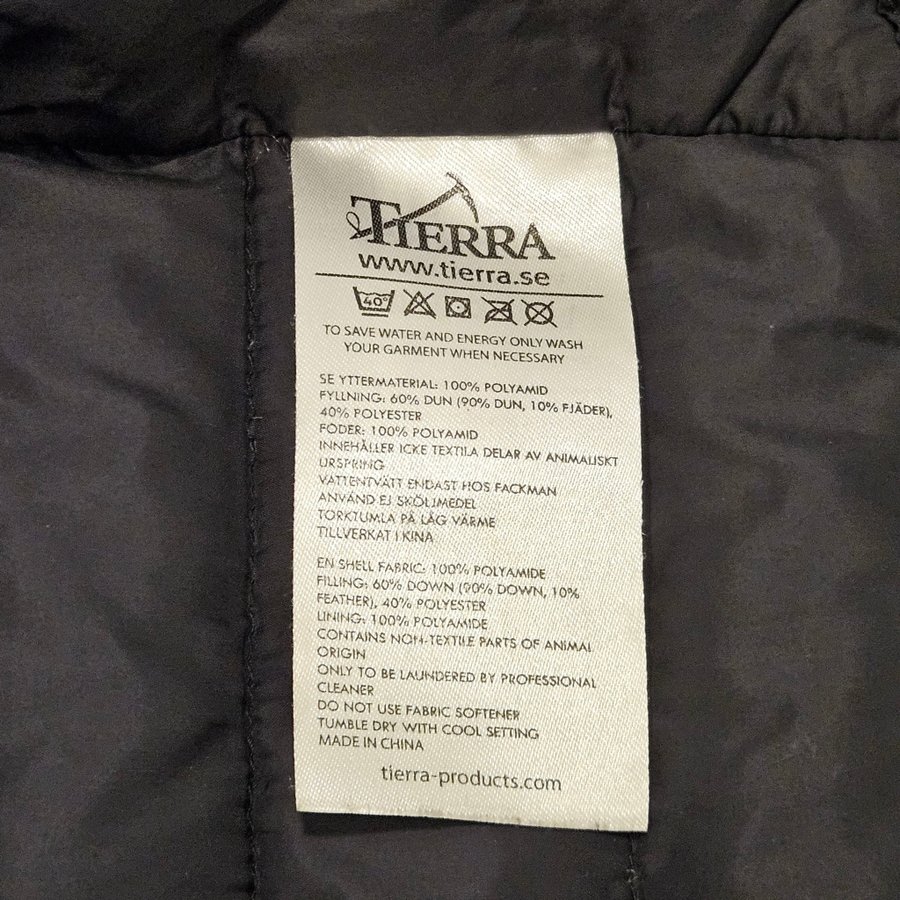 TIERRA
www.tierra.se
40°
TO SAVE WATER AND ENERGY ONLY WASH
YOUR GARMENT WHEN NECESSARY
SE YTTERMATERIAL: 100% POLYAMID
FYLLNING: 60% DUN (90% DUN, 10% FJÄDER),
40% POLYESTER
FODER: 100% POLYAMID
INNEHÅLLER ICKE TEXTILA DELAR AV ANIMALISKT
URSPRING
VATTENTVÄTT ENDAST HOS FACKMAN
ANVÄND EJ SKÖLJMEDEL
TORKTUMLA PÅ LÅG VÄRME
TILLVERKAT I KINA
EN SHELL FABRIC: 100% POLYAMIDE
FILLING: 60% DOWN (90% DOWN, 10%
FEATHER), 40% POLYESTER
LINING: 100% POLYAMIDE
CONTAINS NON-TEXTILE PARTS OF ANIMAL
ORIGIN
ONLY TO BE LAUNDERED BY PROFESSIONAL
CLEANER
DO NOT USE FABRIC SOFTENER
TUMBLE DRY WITH COOL SETTING
MADE IN CHINA
tierra-products.com